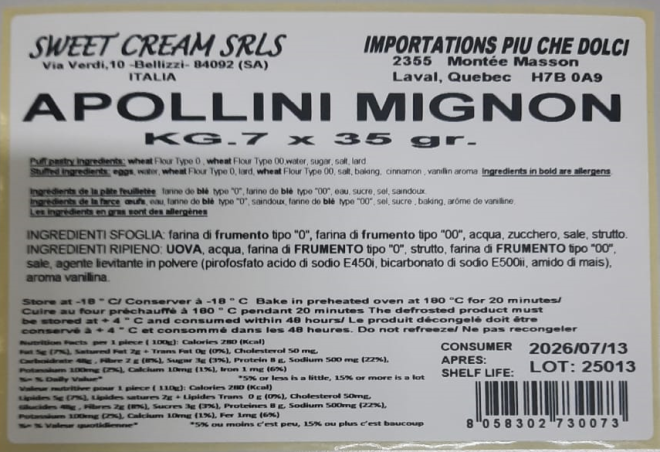 SWEET CREAM SRLS
Via Verdi,10 -Bellizzi- 84092 (SA)
ITALIA
IMPORTATIONS PIU CHE DOLCI
2355 Montée Masson
Laval, Quebec H7B 0A9
APOLLINI MIGNON
KG.7 x 35 gr.
Puff pastry ingredients: wheat Flour Type 0 , wheat Flour Type 00,water, sugar, salt, lard
Stuffed Ingredients: eggs, water, wheat Flour Type 0, lard, wheat Flour Type 00, salt, baking, cinnamon , vanillin aroma Ingredients in bold are allergens
Ingrédients de la pâte feuilletée farine de blé type "0", farine de blé type "00", eau, sucre, sel, saindoux.
Ingrédients de la farce œufs, eau, farine de blé type "0", saindoux, farine de blé type "00", sel, sucre , baking, arôme de vaniline.
Les ingrédients en gras sont des allergènes
INGREDIENTI SFOGLIA: farina di frumento tipo "0", farina di frumento tipo "00", acqua, zucchero, sale, strutto.
INGREDIENTI RIPIENO: UOVA, acqua, farina di FRUMENTO tipo "0", strutto, farina di FRUMENTO tipo "00",
sale, agente lievitante in polvere (pirofosfato acido di sodio E450i, bicarbonato di sodio E500ii, amido di mais),
aroma vanillina.
Store at -18 ° C/ Conserver à -18 ° C Bake in preheated oven at 180 °C for 20 minutes/
Cuire au four préchauffé à 180 ° C pendant 20 minutes The defrosted product must
be stored at + 4 ° C and consumed within 48 hours/ Le produit décongelé doit être
conservé à + 4 ° C et consommé dans les 48 heures. Do not refreeze/ Ne pas recongeler
Nutrition Facts per 1 piece ( 100g): Calories 280 (Kcal)
Fat 5g (7%), Satured Fat 2g + Trans Fat 0g (0%), Cholesterol 50 mg,
Carboidrate 48g , Fibre 2 g (8%), Sugar 3g (3%), Protein 8 g, Sodium 500 mg (22%),
Potassium 100mg (2%), Calcium 10mg (1%), Iron 1 mg (6%)
%= % Daily Value* *5% or less is a little, 15% or more is a lot
Valeur nutritive pour 1 piece ( 110g): Calories 280 (Kcal)
Lipides 5g (7%), Lipides satures 2g + Lipides Trans 0 g (0%), Cholesterol 50mg,
Glucides 48g , Fibres 2g (8%), Sucres 3g (3%), Proteines 8 g, Sodium 500mg (22%),
Potassium 100mg (2%), Calcium 10mg (1%), Fer 1mg (6%)
%= % Valeur quotidienne* *5% ou moins c'est peu, 15% ou plus c'est beaucoup
CONSUMER 2026/07/13
APRES:
SHELF LIFE: LOT: 25013
8 058302 730073